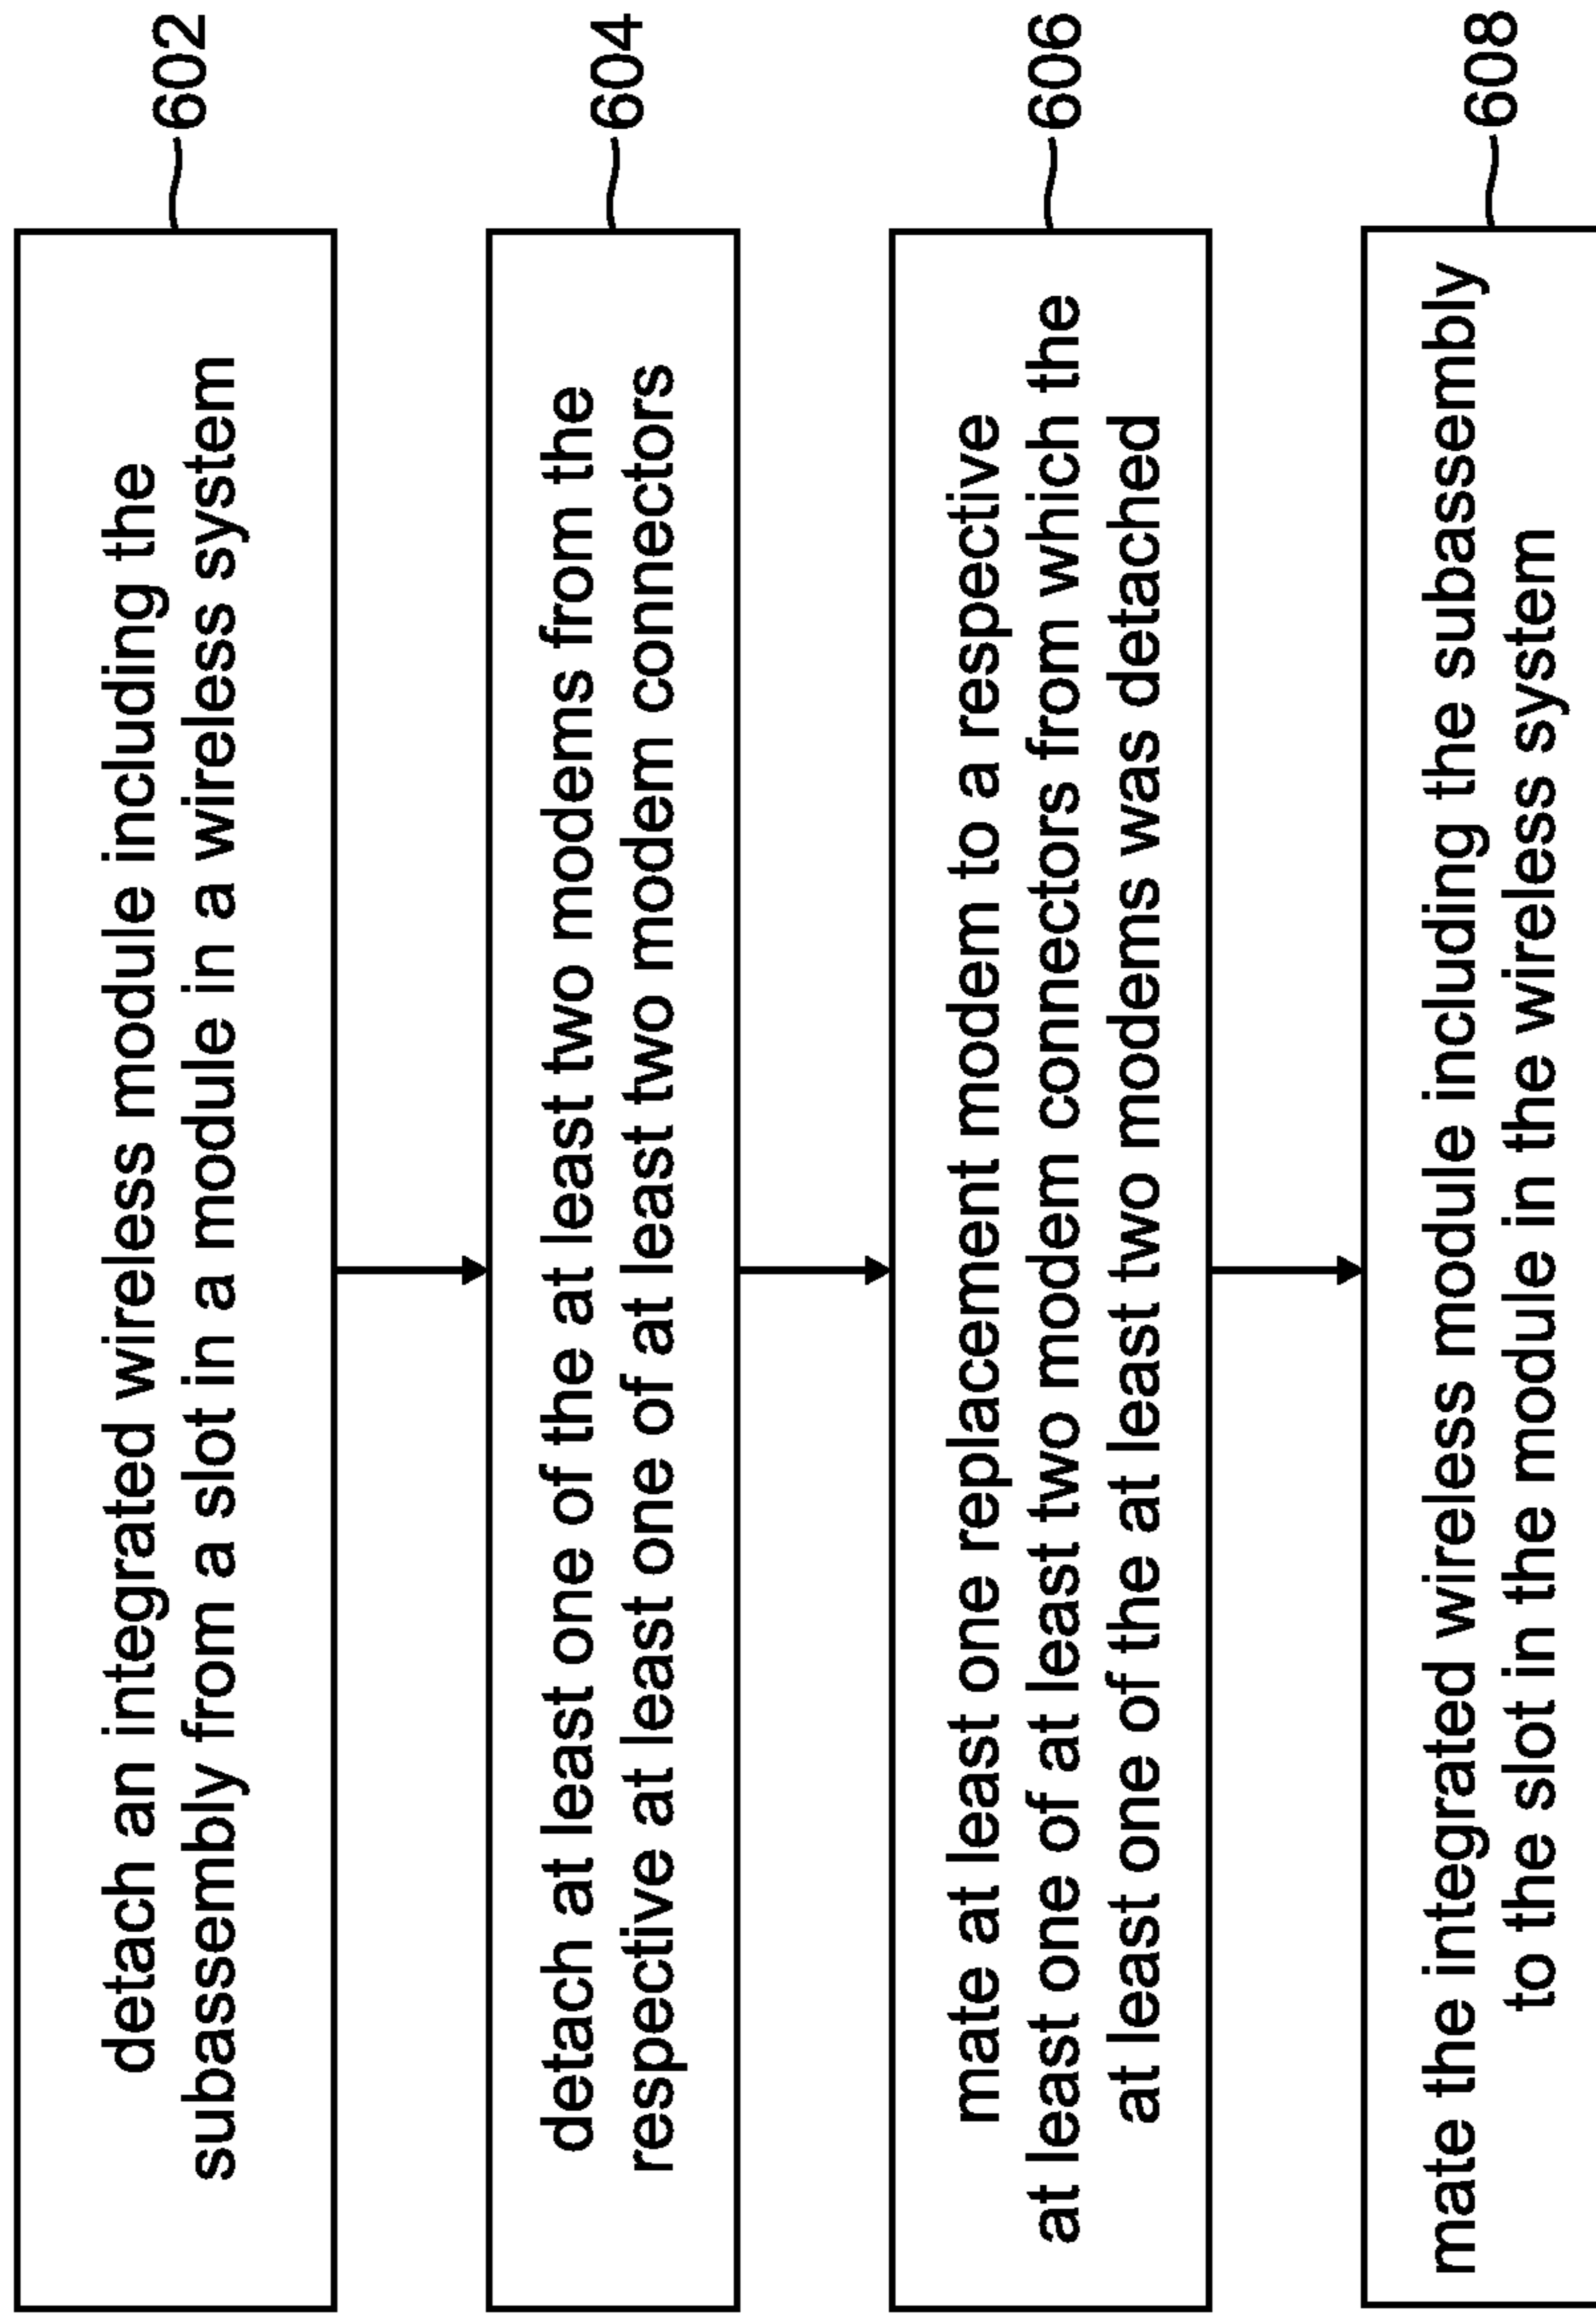 detach an integrated wireless module including the
subassembly from a slot in a module in a wireless system
602
detach at least one of the at least two modems from the
respective at least one of at least two modem connectors
604
mate at least one replacement modem to a respective
at least one of at least two modem connectors from which the
at least one of the at least two modems was detached
606
mate the integrated wireless module including the subassembly
to the slot in the module in the wireless system
608